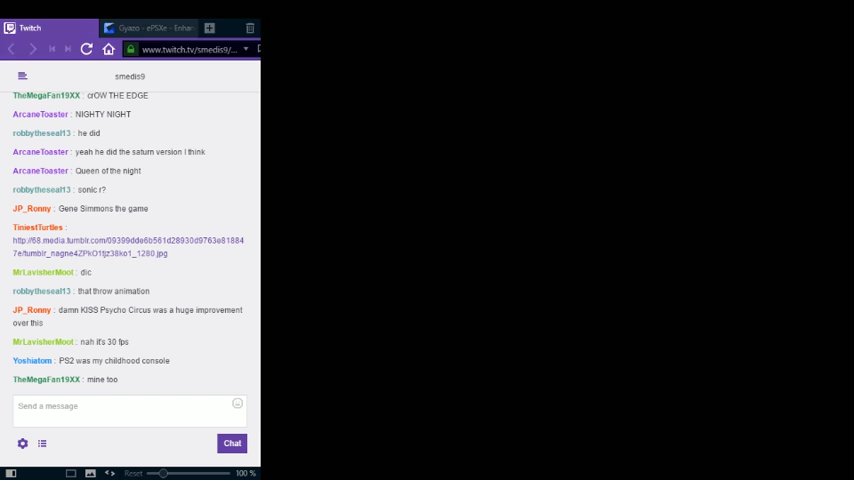 Twitch
Gyazo - ePSXe - Enhan
www.twitch.tv/smedis9/...
smedis9
TheMegaFan19XX : crOW THE EDGE
ArcaneToaster : NIGHTY NIGHT
robbytheseal13 : he did
ArcaneToaster : yeah he did the saturn version I think
ArcaneToaster : Queen of the night
robbytheseal13 : sonic r?
JP_Ronny : Gene Simmons the game
TiniestTurtles :
http://68.media.tumblr.com/09399dde6b561d28930d9763e81884
7e/tumblr_nagne4ZPkO1tjz38ko1_1280.jpg
MrLavisherMoot : dic
robbytheseal13 : that throw animation
JP_Ronny : damn KISS Psycho Circus was a huge improvement
over this
MrLavisherMoot : nah it's 30 fps
Yoshiatom : PS2 was my childhood console
TheMegaFan19XX : mine too
Send a message
Chat
Reset
100 %